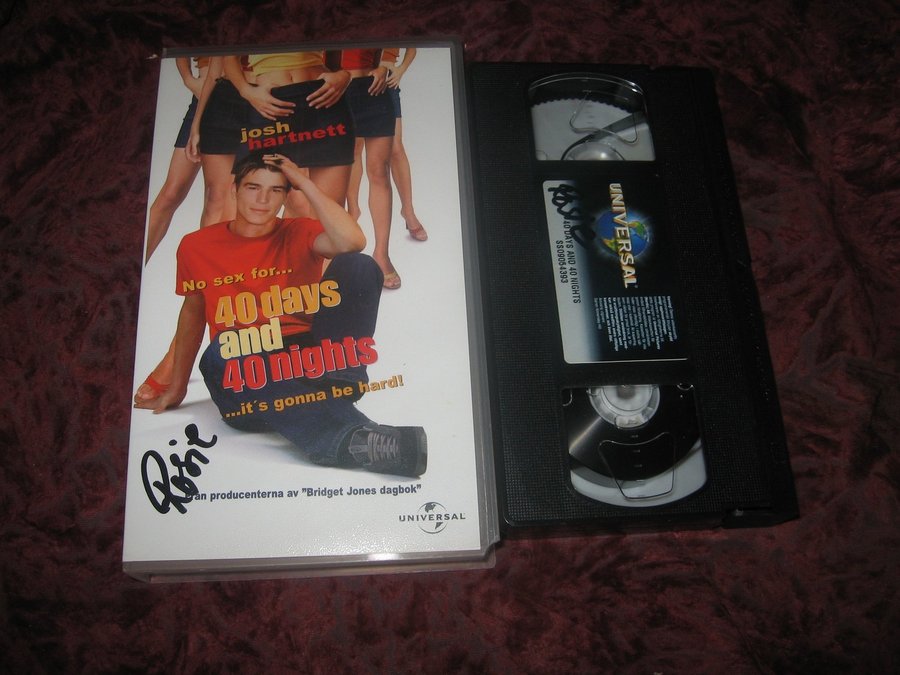 josh
hartnett
No sex for...
40 days
and
40 nights
...it´s gonna be hard!
Rosie
från producenterna av "Bridget Jones dagbok"
UNIVERSAL
Rosie
UNIVERSAL
40 DAYS AND 40 NIGHTS
SS09054393